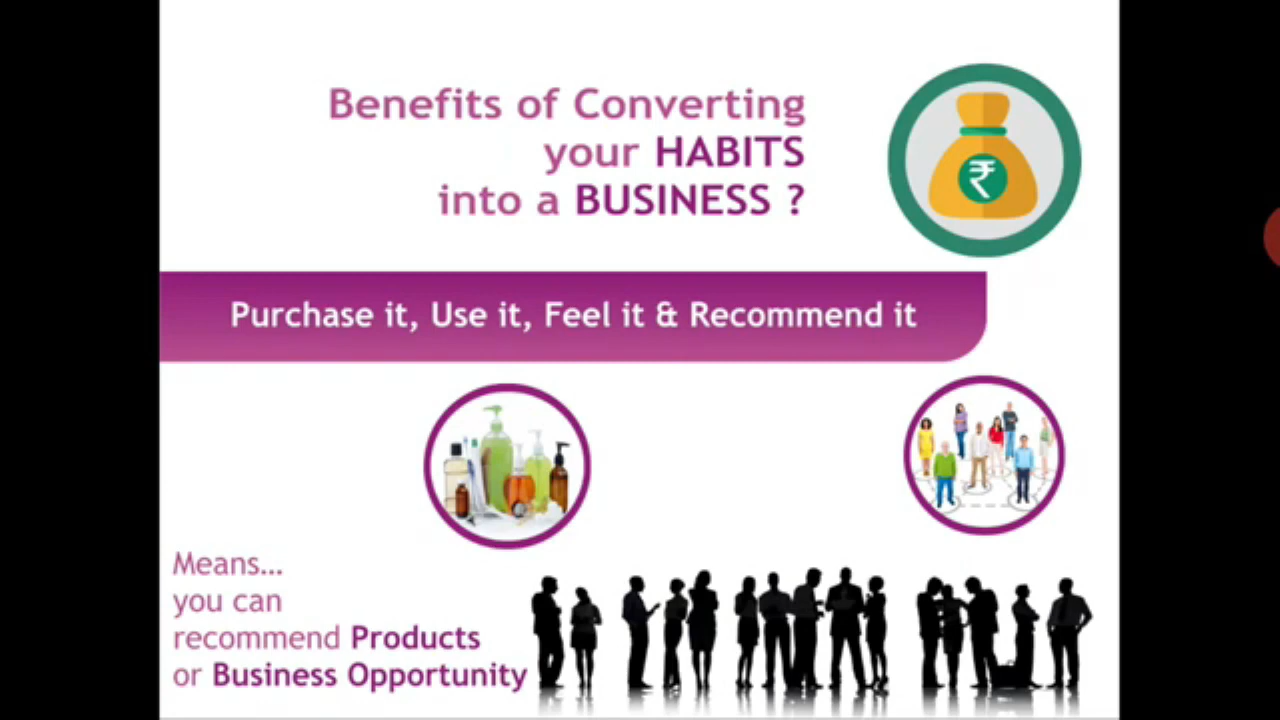 Benefits of Converting
your HABITS
into a BUSINESS ?
₹
Purchase it, Use it, Feel it & Recommend it
Means...
you can
recommend Products
or Business Opportunity